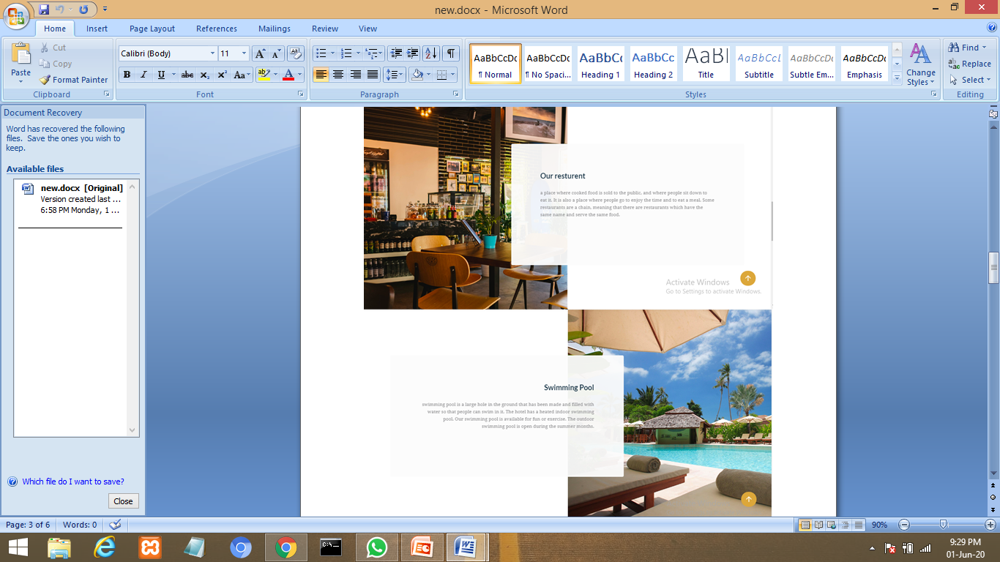 new.docx - Microsoft Word
Home Insert Page Layout References Mailings Review View
Paste
Cut
Copy
Format Painter
Clipboard
Calibri (Body) 11
B I U abc x₂ x² Aa
Font
Paragraph
AaBbCcDc AaBbCcDc AaBbCc AaBbCc AaBb AaBbCcL AaBbCcDc AaBbCcDc
¶ Normal ¶ No Spaci... Heading 1 Heading 2 Title Subtitle Subtle Em... Emphasis
Change
Styles
Styles
Find
Replace
Select
Editing
Document Recovery
Word has recovered the following
files. Save the ones you wish to
keep.
Available files
new.docx [Original]
Version created last ...
6:58 PM Monday, 1 ...
Which file do I want to save?
Close
Our resturent
a place where cooked food is sold to the public, and where people sit down to
eat it. It is also a place where people go to enjoy the time and to eat a meal. Some
restaurants are a chain, meaning that there are restaurants which have the
same name and serve the same food.
Activate Windows
Go to Settings to activate Windows.
Swimming Pool
swimming pool is a large hole in the ground that has been made and filled with
water so that people can swim in it. The hotel has a heated indoor swimming
pool. Our swimming pool is available for fun or exercise. The outdoor
swimming pool is open during the summer months.
Page: 3 of 6 Words: 0
90%
9:29 PM
01-Jun-20